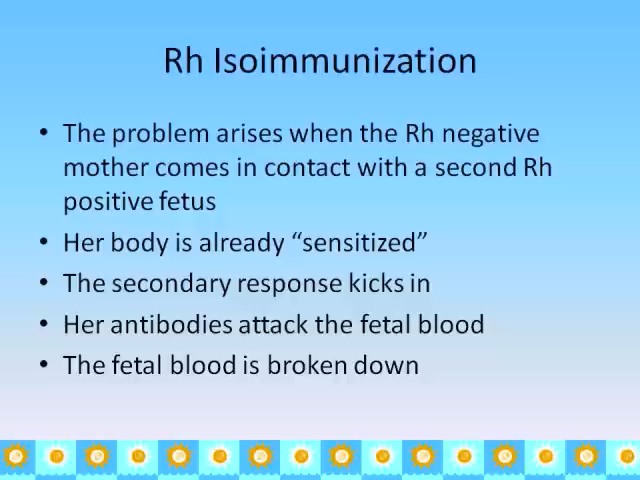 Rh Isoimmunization
• The problem arises when the Rh negative
mother comes in contact with a second Rh
positive fetus
• Her body is already “sensitized”
• The secondary response kicks in
• Her antibodies attack the fetal blood
• The fetal blood is broken down